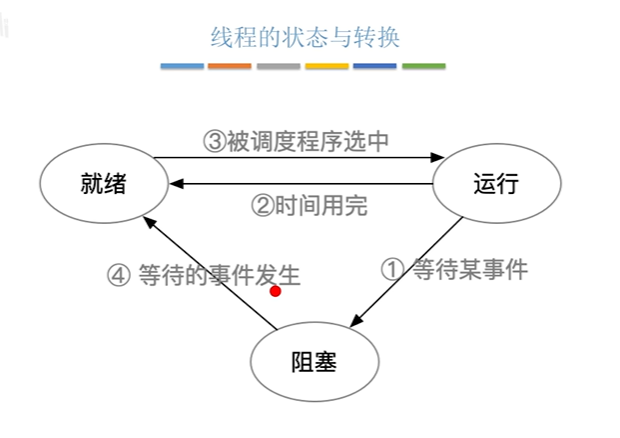 线程的状态与转换
③被调度程序选中
就绪
运行
②时间用完
④ 等待的事件发生
① 等待某事件
阻塞